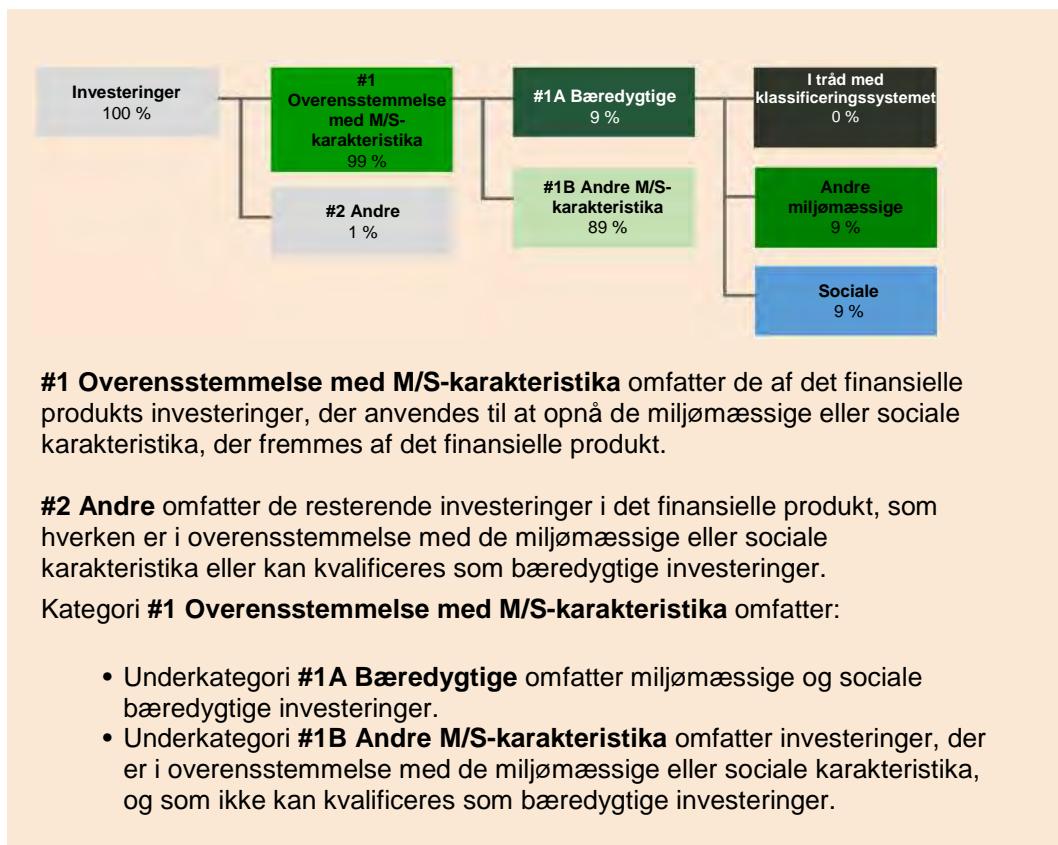 Investeringer
100 %
#1
Overensstemmelse
med M/S-
karakteristika
99 %
#2 Andre
1 %
#1A Bæredygtige
9 %
#1B Andre M/S-
karakteristika
89 %
I tråd med
klassificeringssystemet
0 %
Andre
miljømæssige
9 %
Sociale
9 %
#1 Overensstemmelse med M/S-karakteristika omfatter de af det finansielle
produkts investeringer, der anvendes til at opnå de miljømæssige eller sociale
karakteristika, der fremmes af det finansielle produkt.
#2 Andre omfatter de resterende investeringer i det finansielle produkt, som
hverken er i overensstemmelse med de miljømæssige eller sociale
karakteristika eller kan kvalificeres som bæredygtige investeringer.
Kategori #1 Overensstemmelse med M/S-karakteristika omfatter:
• Underkategori #1A Bæredygtige omfatter miljømæssige og sociale
bæredygtige investeringer.
• Underkategori #1B Andre M/S-karakteristika omfatter investeringer, der
er i overensstemmelse med de miljømæssige eller sociale karakteristika,
og som ikke kan kvalificeres som bæredygtige investeringer.